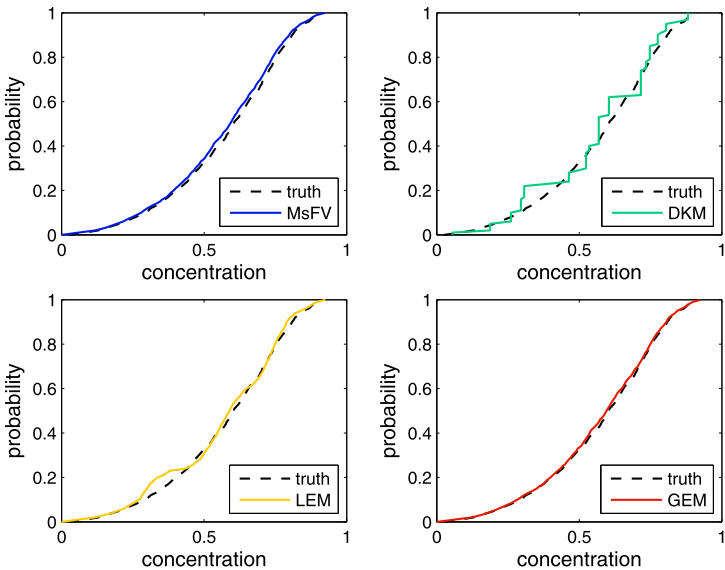 1
0.8
0.6
0.4
0.2
0
probability
0
0.5
1
concentration
truth
MsFV
1
0.8
0.6
0.4
0.2
0
probability
0
0.5
1
concentration
truth
DKM
1
0.8
0.6
0.4
0.2
0
probability
0
0.5
1
concentration
truth
LEM
1
0.8
0.6
0.4
0.2
0
probability
0
0.5
1
concentration
truth
GEM